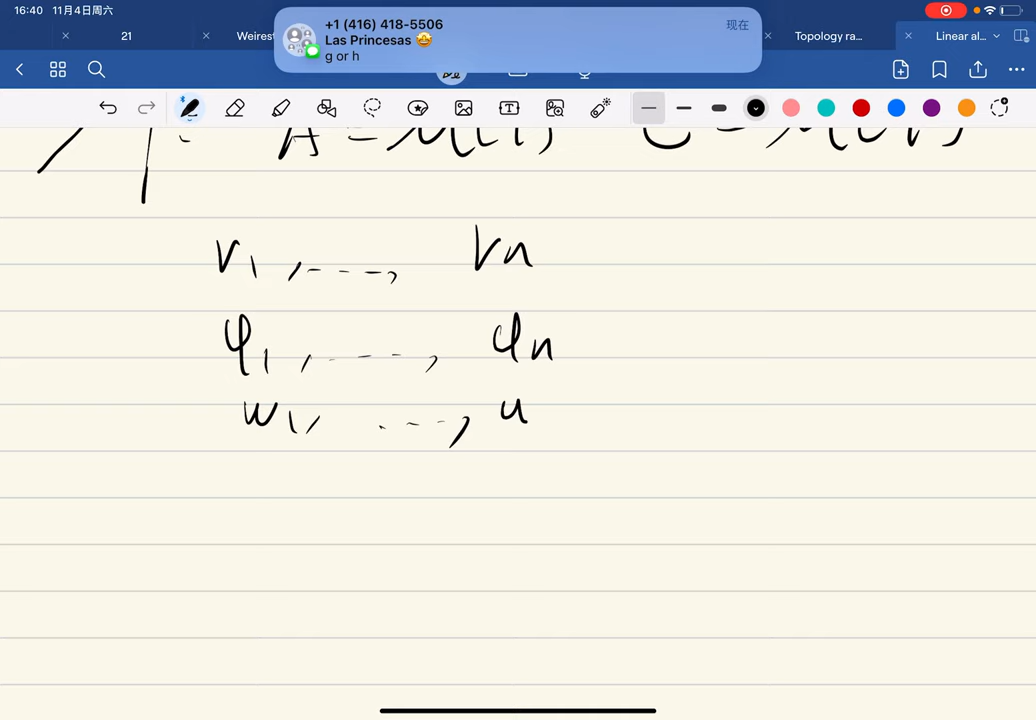 16:40 11月4日周六
+1 (416) 418-5506 现在
Las Princesas 🤩
g or h
21 Weirest Topology ra... Linear al...
A = M(T) C = M(T')
v1, ----, vn
φ1, ----, φn
w1, ----, u